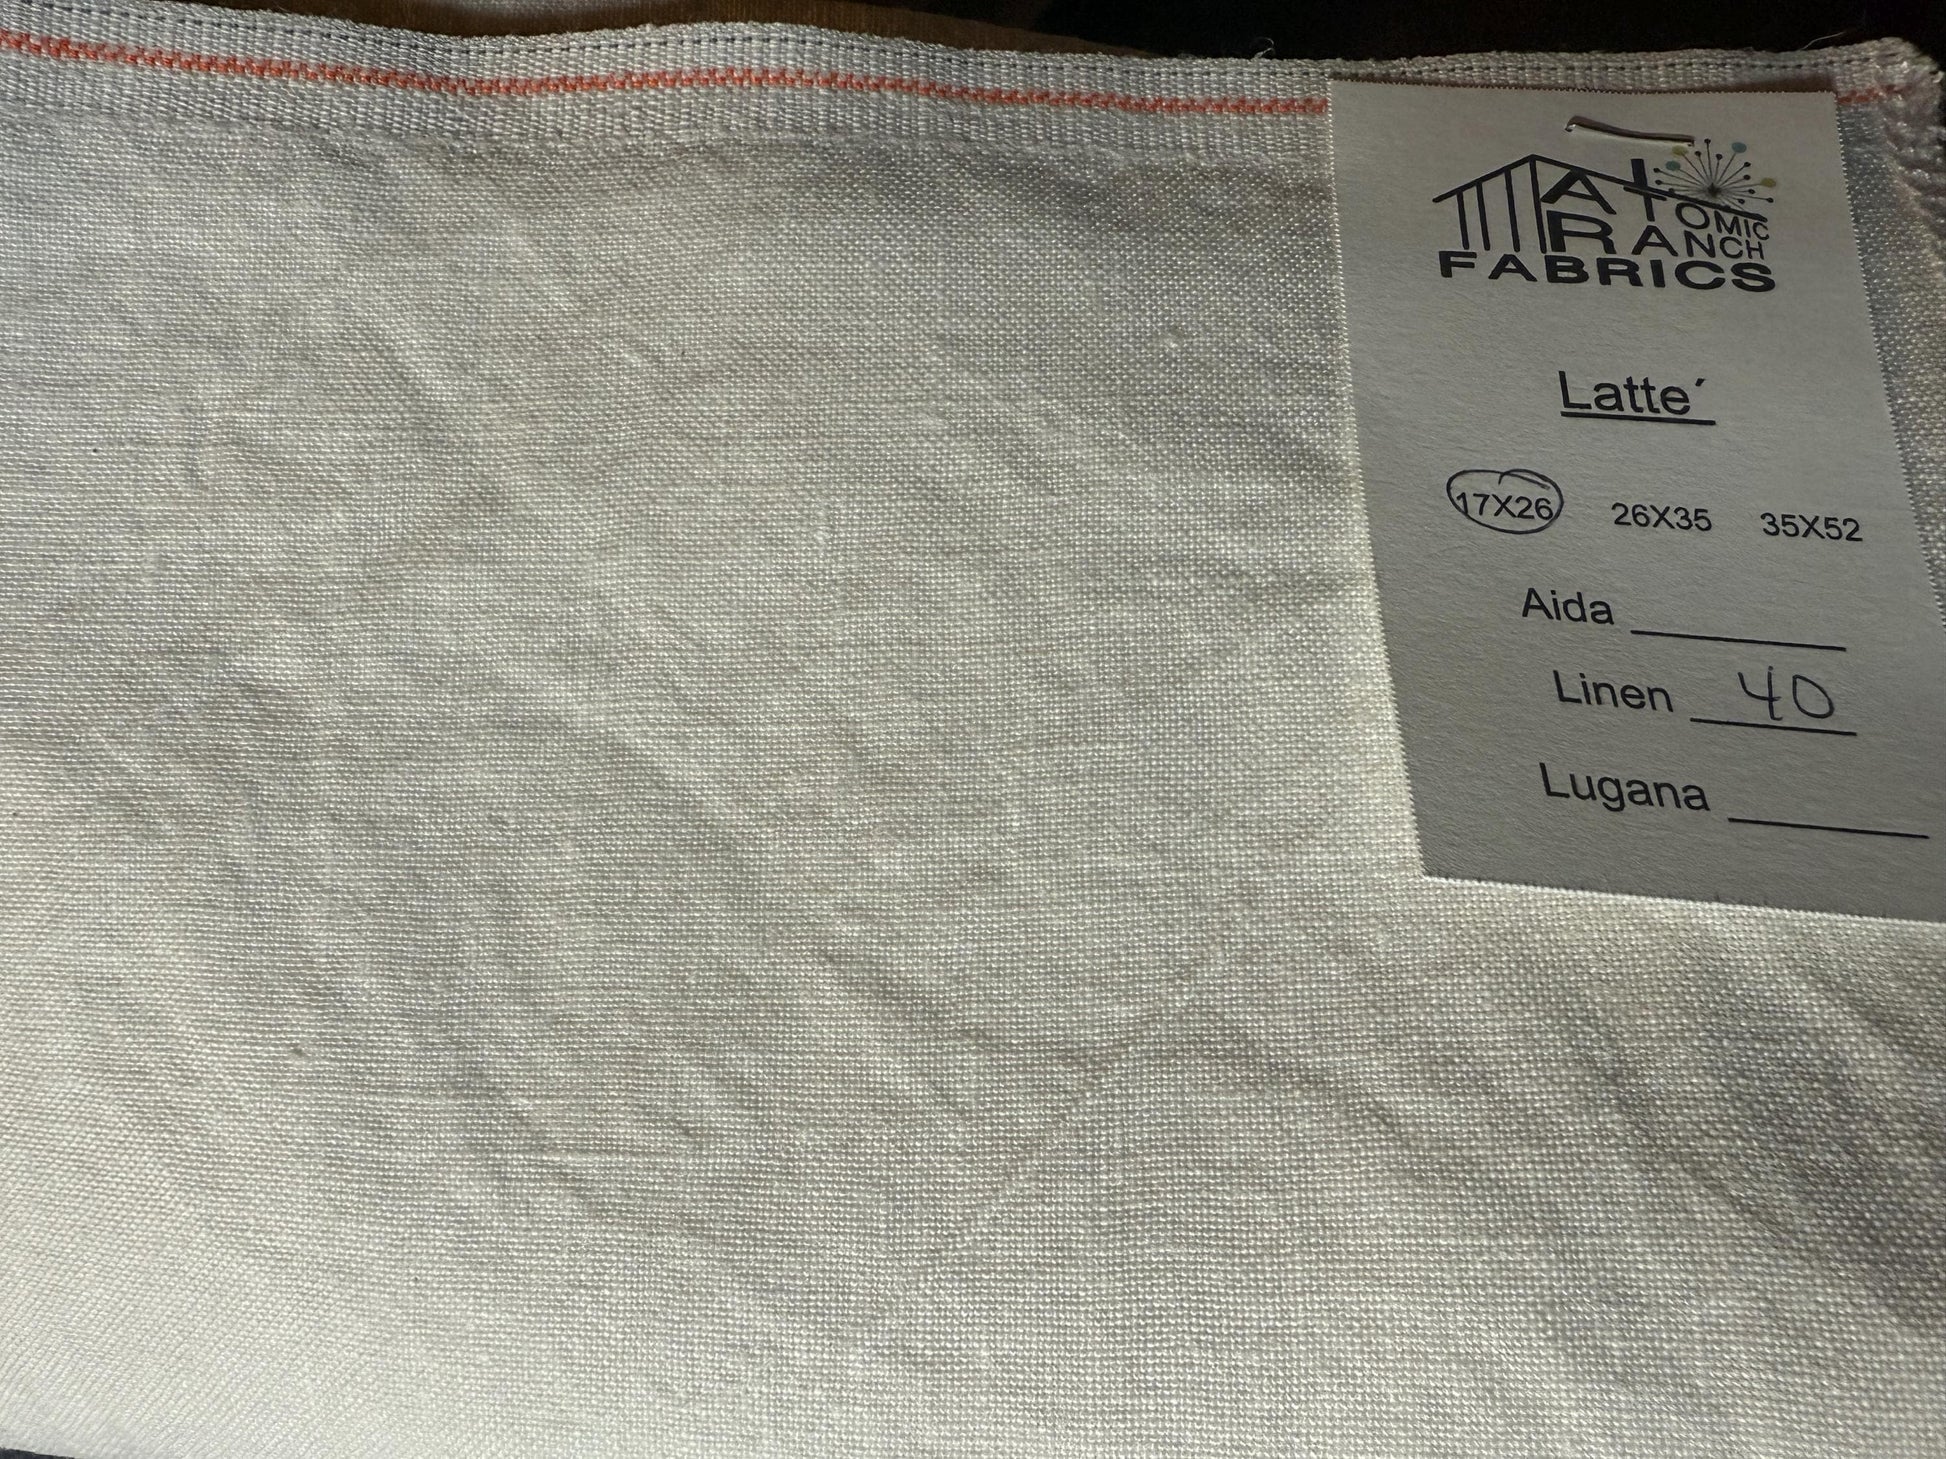 ATOMIC
RANCH
FABRICS
Latte´
17X26 26X35 35X52
Aida
Linen 40
Lugana